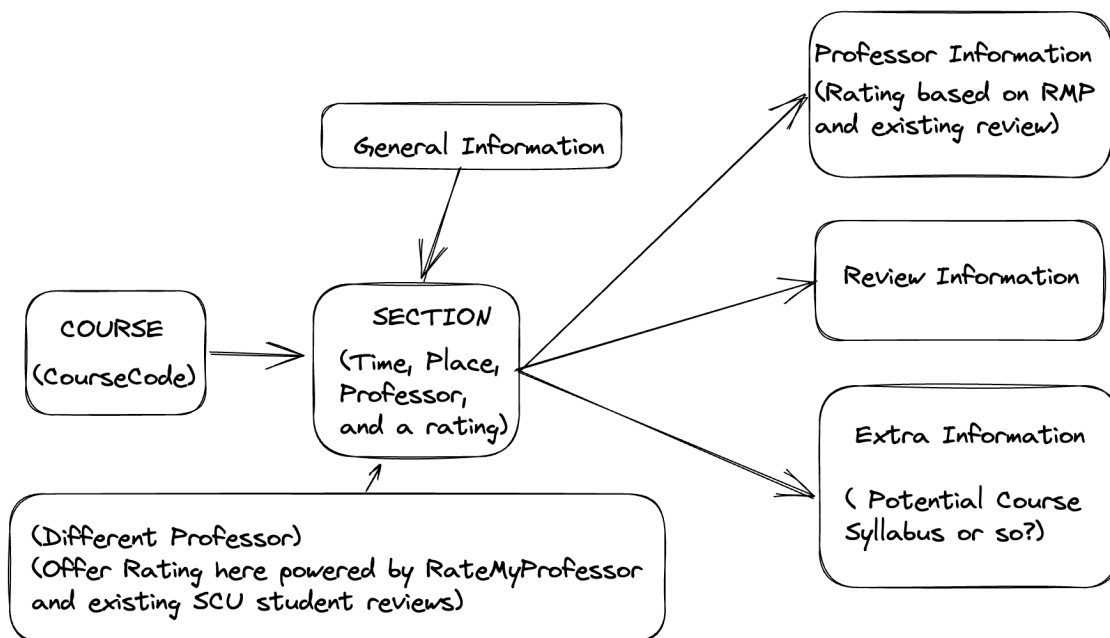 General Information
COURSE
(CourseCode)
SECTION
(Time, Place,
Professor,
and a rating)
(Different Professor)
(Offer Rating here powered by RateMyProfessor
and existing SCU student reviews)
Professor Information
(Rating based on RMP
and existing review)
Review Information
Extra Information
( Potential Course
Syllabus or so?)